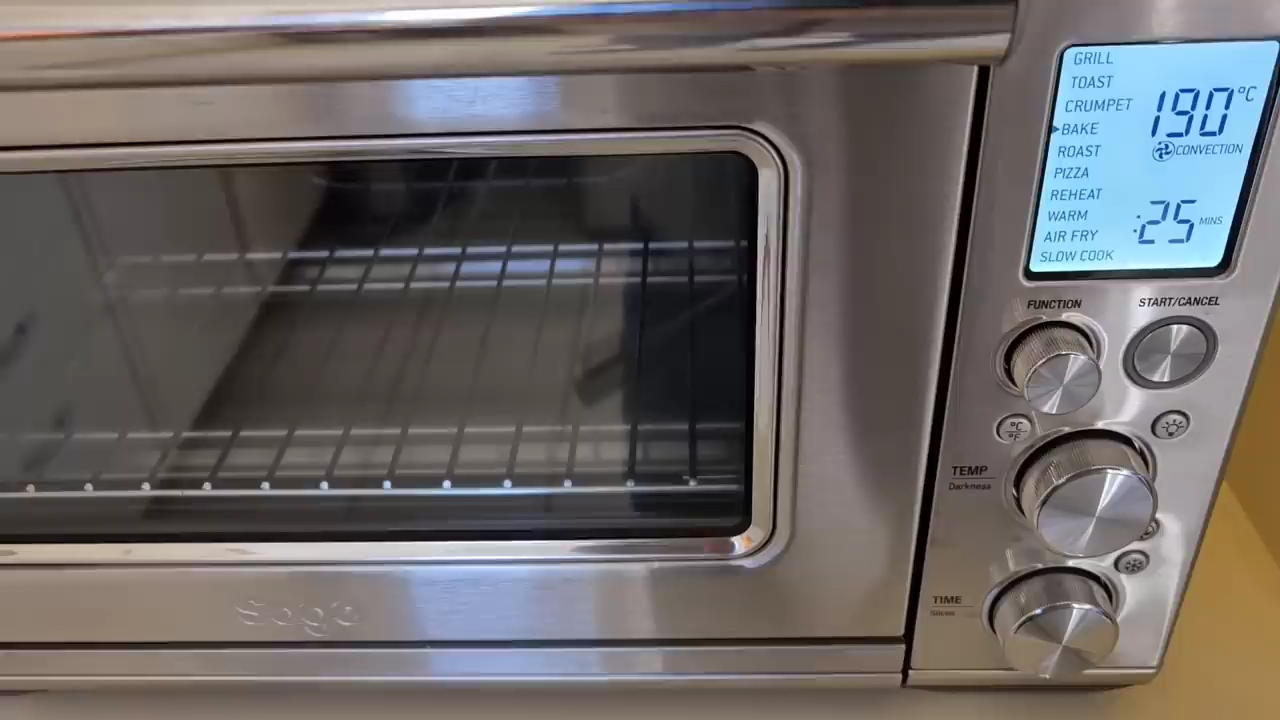 GRILL
TOAST
CRUMPET
BAKE
ROAST
PIZZA
REHEAT
WARM
AIR FRY
SLOW COOK
190°C
CONVECTION
:25 MINS
FUNCTION
START/CANCEL
°C
°F
TEMP
Darkness
TIME
Slices
Sage